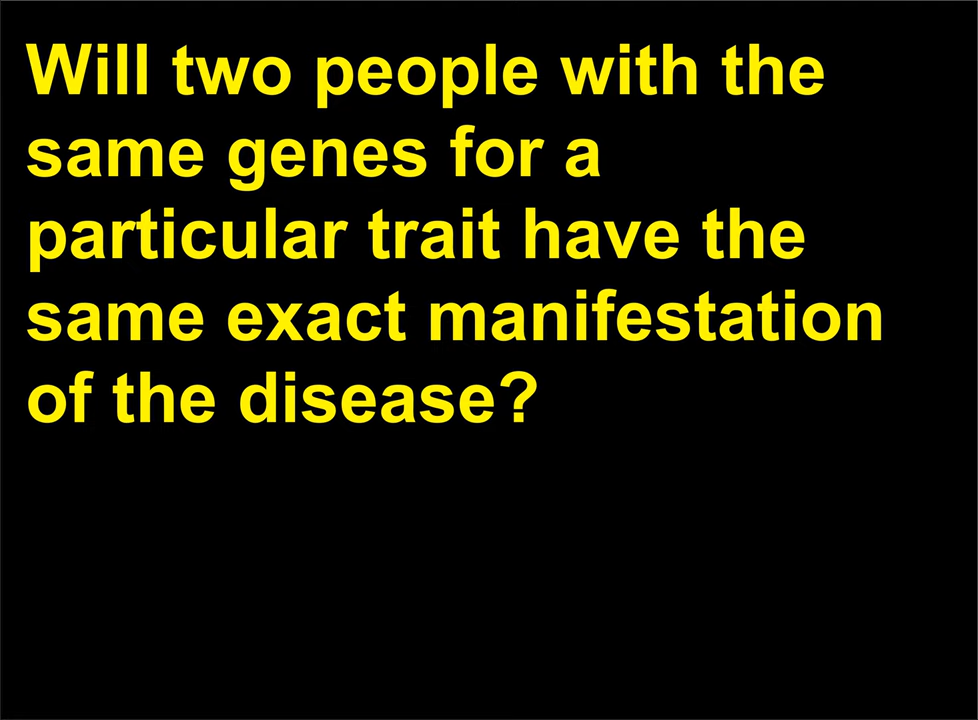 Will two people with the
same genes for a
particular trait have the
same exact manifestation
of the disease?